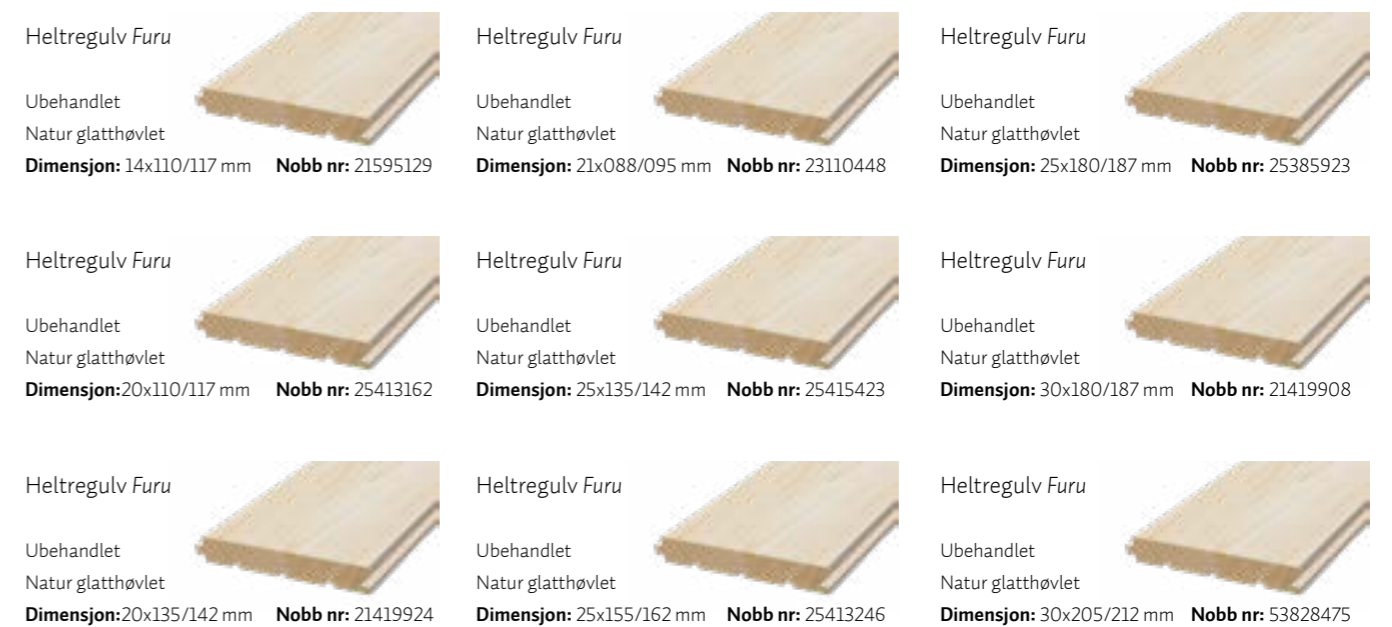 Heltregulv Furu
Ubehandlet
Natur glatthøvlet
Dimensjon: 14x110/117 mm Nobb nr: 21595129
Heltregulv Furu
Ubehandlet
Natur glatthøvlet
Dimensjon: 21x088/095 mm Nobb nr: 23110448
Heltregulv Furu
Ubehandlet
Natur glatthøvlet
Dimensjon: 25x180/187 mm Nobb nr: 25385923
Heltregulv Furu
Ubehandlet
Natur glatthøvlet
Dimensjon:20x110/117 mm Nobb nr: 25413162
Heltregulv Furu
Ubehandlet
Natur glatthøvlet
Dimensjon: 25x135/142 mm Nobb nr: 25415423
Heltregulv Furu
Ubehandlet
Natur glatthøvlet
Dimensjon: 30x180/187 mm Nobb nr: 21419908
Heltregulv Furu
Ubehandlet
Natur glatthøvlet
Dimensjon:20x135/142 mm Nobb nr: 21419924
Heltregulv Furu
Ubehandlet
Natur glatthøvlet
Dimensjon: 25x155/162 mm Nobb nr: 25413246
Heltregulv Furu
Ubehandlet
Natur glatthøvlet
Dimensjon: 30x205/212 mm Nobb nr: 53828475